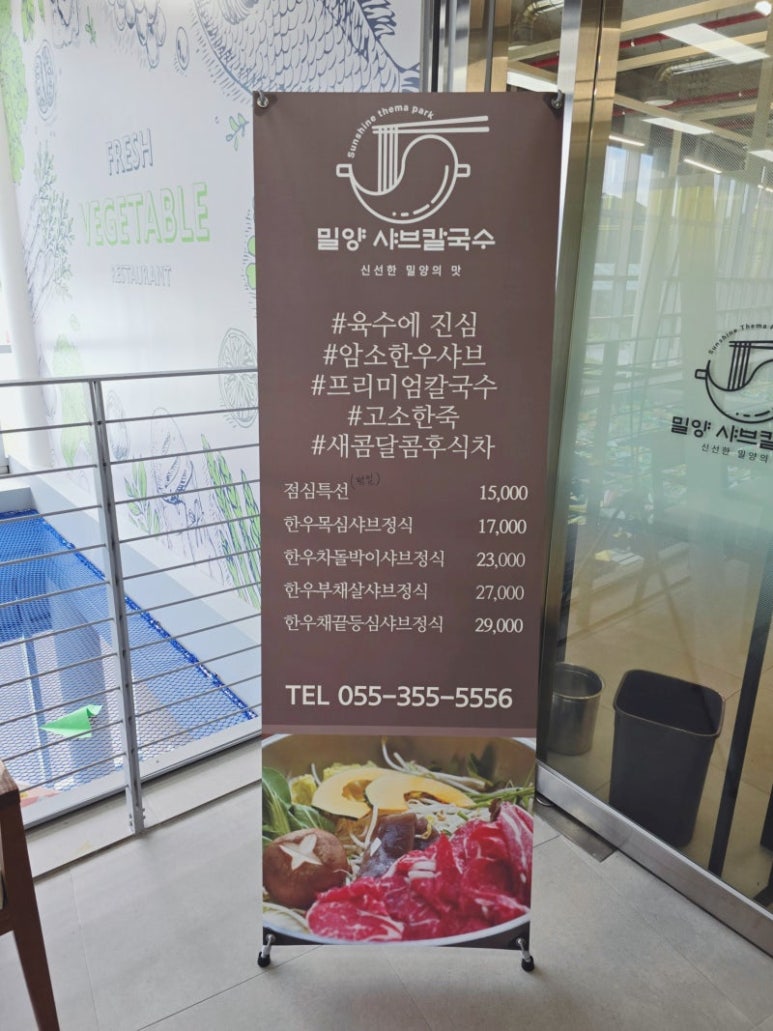 FRESH
VEGETABLE
RESTAURANT
Sunshine thema park
밀양 샤브칼국수
신선한 밀양의 맛
#육수에 진심
#암소한우샤브
#프리미엄칼국수
#고소한죽
#새콤달콤후식차
점심특선(평일) 15,000
한우목심샤브정식 17,000
한우차돌박이샤브정식 23,000
한우부채살샤브정식 27,000
한우채끝등심샤브정식 29,000
TEL 055-355-5556
Sunshine Thema
밀양 샤브칼
신선한 밀양의